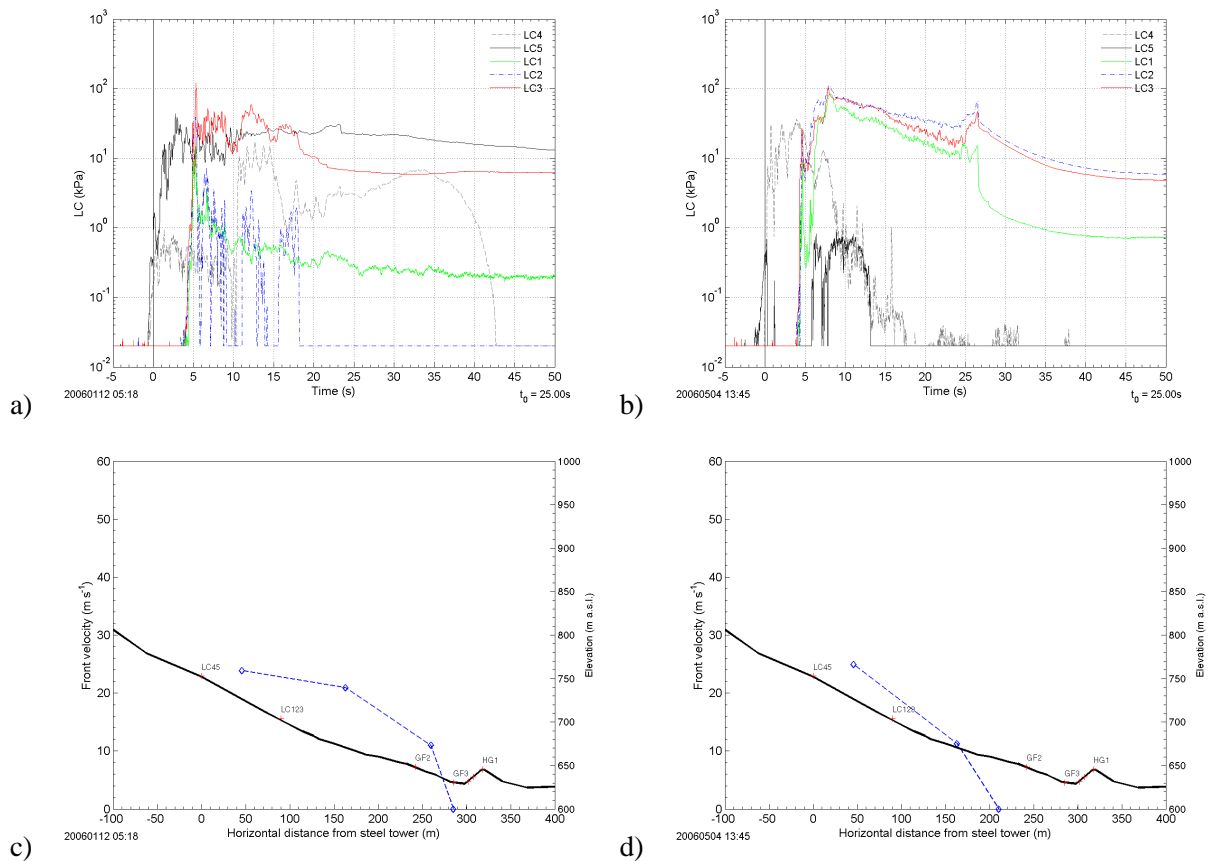 10³
10²
10¹
10⁰
10⁻¹
10⁻²
LC (kPa)
LC4
LC5
LC1
LC2
LC3
-5 0 5 10 15 20 25 30 35 40 45 50
Time (s)
20060112 05:18
t₀ = 25.00s
a)
10³
10²
10¹
10⁰
10⁻¹
10⁻²
LC (kPa)
LC4
LC5
LC1
LC2
LC3
-5 0 5 10 15 20 25 30 35 40 45 50
Time (s)
20060504 13:45
t₀ = 25.00s
b)
60
50
40
30
20
10
0
Front velocity (m s⁻¹)
1000
950
900
850
800
750
700
650
600
Elevation (m a.s.l.)
LC45
LC123
GF2
GF3
HG1
-100 -50 0 50 100 150 200 250 300 350 400
Horizontal distance from steel tower (m)
20060112 05:18
c)
60
50
40
30
20
10
0
Front velocity (m s⁻¹)
1000
950
900
850
800
750
700
650
600
Elevation (m a.s.l.)
LC45
LC123
GF2
GF3
HG1
-100 -50 0 50 100 150 200 250 300 350 400
Horizontal distance from steel tower (m)
20060504 13:45
d)